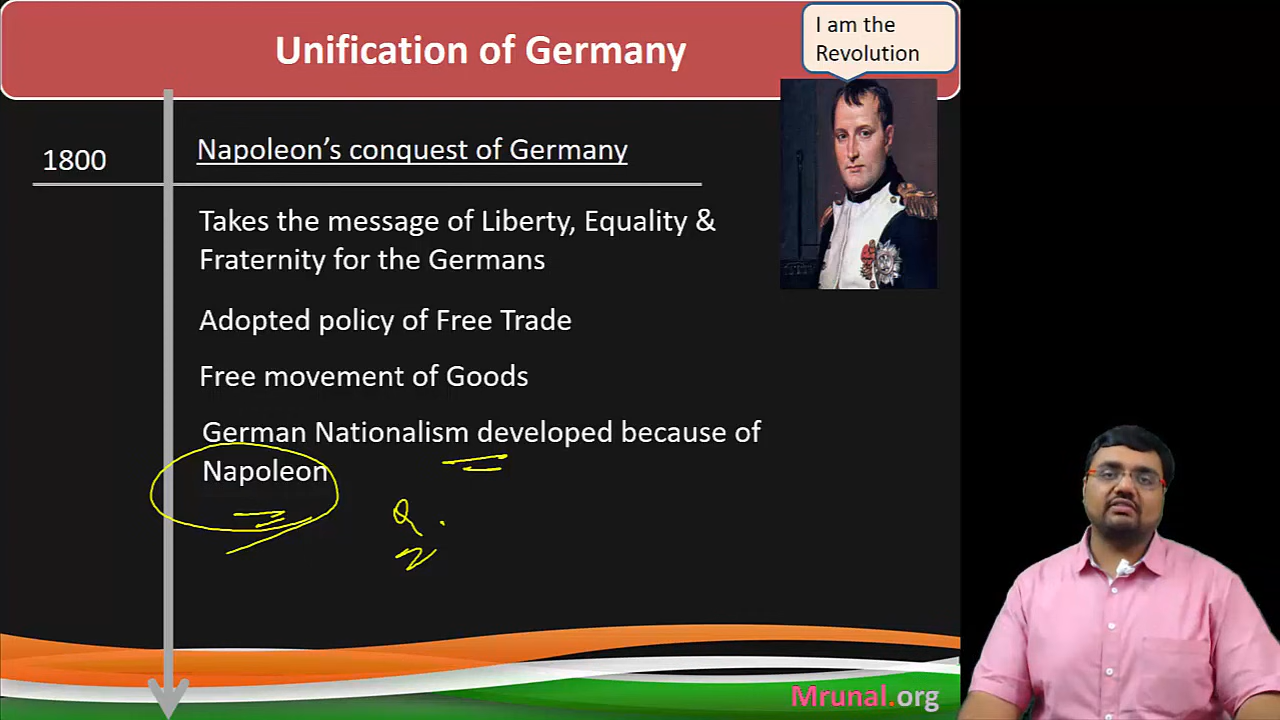 Unification of Germany
I am the
Revolution
1800
Napoleon's conquest of Germany
Takes the message of Liberty, Equality &
Fraternity for the Germans
Adopted policy of Free Trade
Free movement of Goods
German Nationalism developed because of
Napoleon
Q.
Mrunal.org